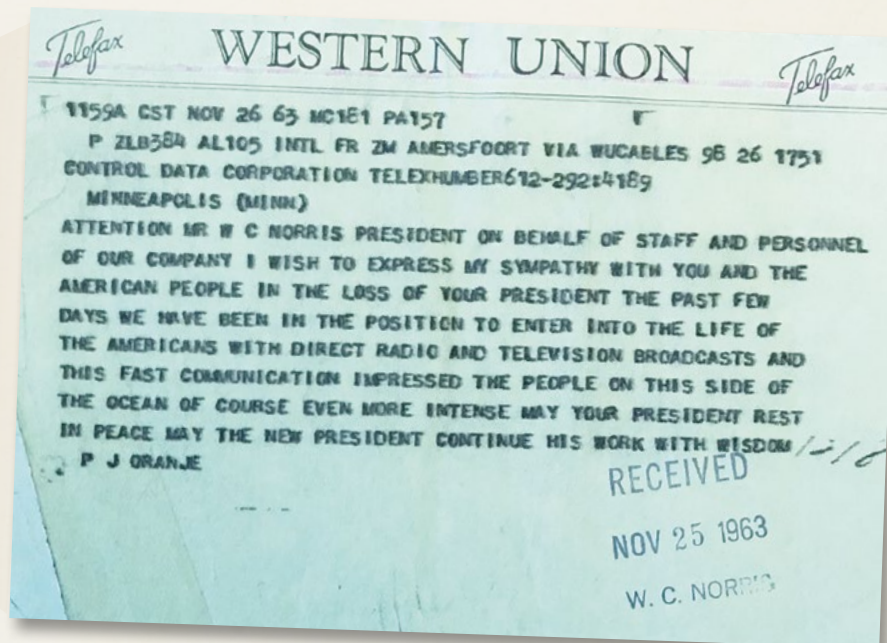 Telefax WESTERN UNION Telefax
1159A CST NOV 26 63 MC181 PA157
P ZLB384 AL105 INTL FR ZM AMERSFOORT VIA WUCABLES 98 26 1751
CONTROL DATA CORPORATION TELEXHUMBER612-292:4189
MINNEAPOLIS (MINN)
ATTENTION MR W C NORRIS PRESIDENT ON BEHALF OF STAFF AND PERSONNEL
OF OUR COMPANY I WISH TO EXPRESS MY SYMPATHY WITH YOU AND THE
AMERICAN PEOPLE IN THE LOSS OF YOUR PRESIDENT THE PAST FEW
DAYS WE HAVE BEEN IN THE POSITION TO ENTER INTO THE LIFE OF
THE AMERICANS WITH DIRECT RADIO AND TELEVISION BROADCASTS AND
THIS FAST COMMUNICATION IMPRESSED THE PEOPLE ON THIS SIDE OF
THE OCEAN OF COURSE EVEN MORE INTENSE MAY YOUR PRESIDENT REST
IN PEACE MAY THE NEW PRESIDENT CONTINUE HIS WORK WITH WISDOM
P J ORANJE
RECEIVED
NOV 25 1963
W. C. NORRIS